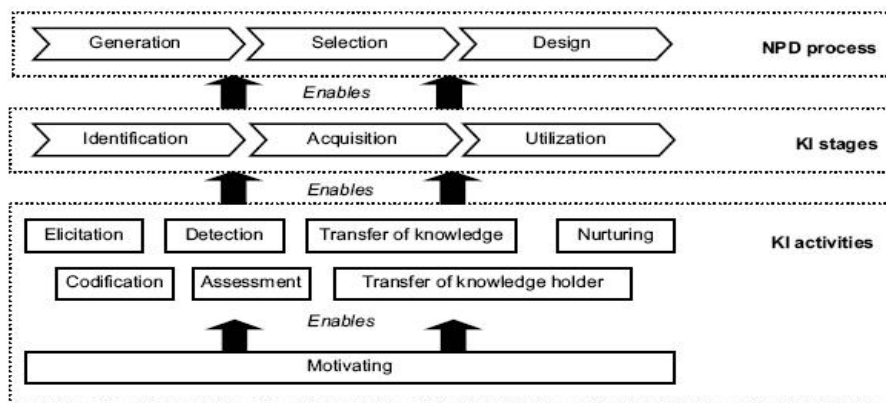 Generation Selection Design NPD process
Enables
Identification Acquisition Utilization KI stages
Enables
Elicitation Detection Transfer of knowledge Nurturing KI activities
Codification Assessment Transfer of knowledge holder
Enables
Motivating